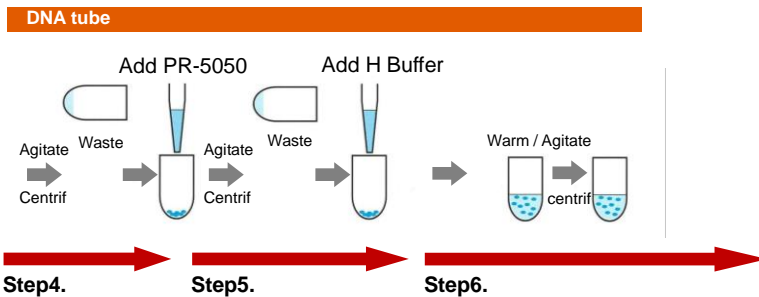 DNA tube
Add PR-5050
Add H Buffer
Agitate
Centrif
Waste
Agitate
Centrif
Waste
Warm / Agitate
centrif
Step4.
Step5.
Step6.